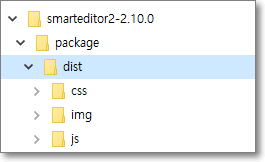 smarteditor2-2.10.0
package
dist
css
img
js